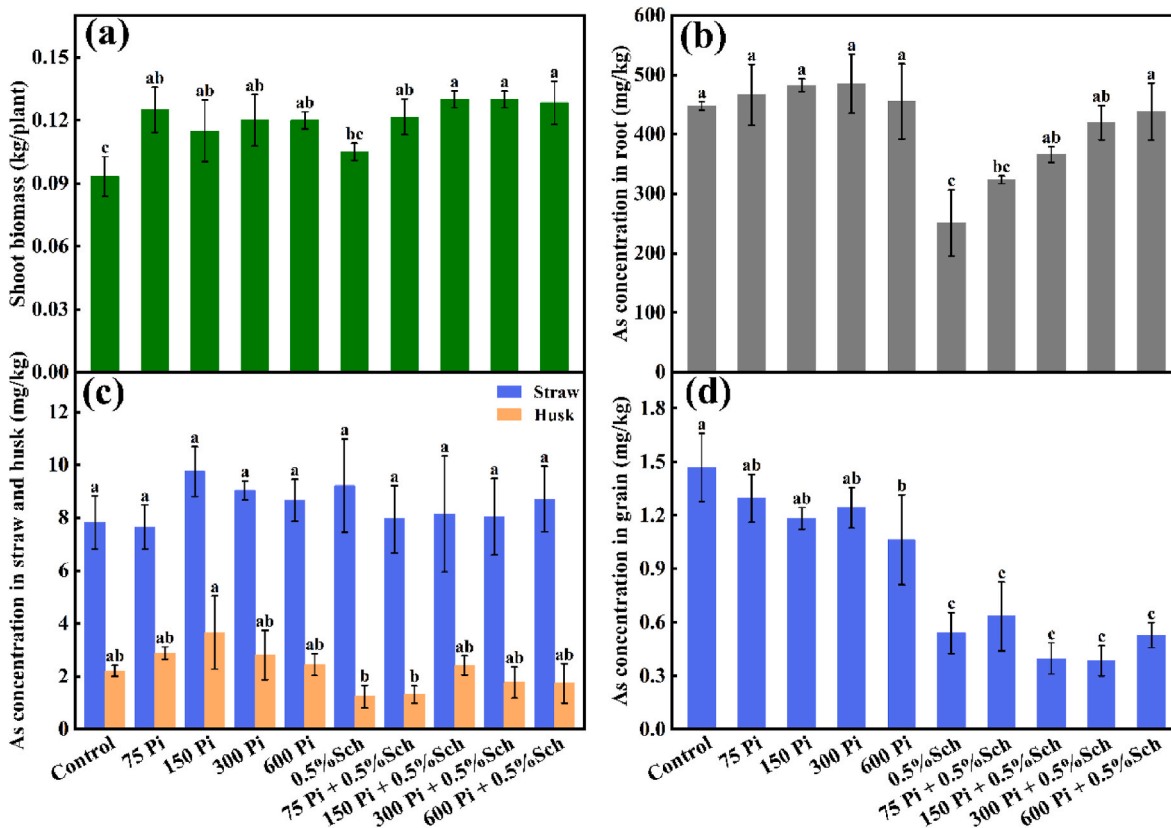 (a)
Shoot biomass (kg/plant)
0.15
0.12
0.09
0.06
0.03
0.00
c
ab
ab
ab
ab
bc
ab
a
a
a
(b)
As concentration in root (mg/kg)
600
500
400
300
200
100
0
a
a
a
a
a
c
bc
ab
ab
a
(c)
Straw
Husk
As concentration in straw and husk (mg/kg)
12
10
8
6
4
2
0
a
a
a
a
a
a
a
a
a
a
ab
ab
a
ab
ab
b
b
ab
ab
ab
Control
75 Pi
150 Pi
300 Pi
600 Pi
0.5%Sch
75 Pi + 0.5%Sch
150 Pi + 0.5%Sch
300 Pi + 0.5%Sch
600 Pi + 0.5%Sch
(d)
As concentration in grain (mg/kg)
1.8
1.5
1.2
0.9
0.6
0.3
0.0
a
ab
ab
ab
b
c
c
c
c
c
Control
75 Pi
150 Pi
300 Pi
600 Pi
0.5%Sch
75 Pi + 0.5%Sch
150 Pi + 0.5%Sch
300 Pi + 0.5%Sch
600 Pi + 0.5%Sch